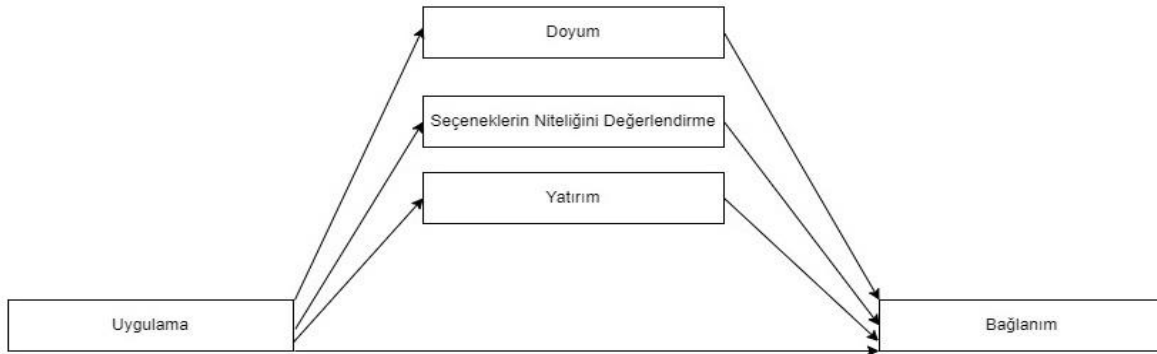 Doyum
Seçeneklerin Niteliğini Değerlendirme
Yatırım
Uygulama
Bağlanım